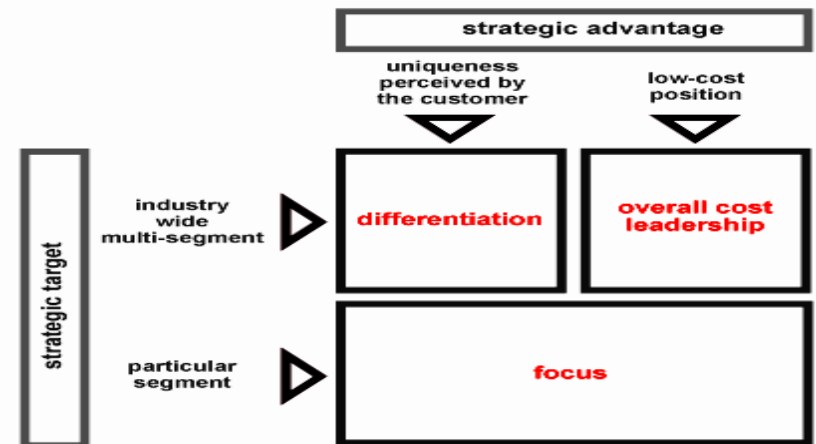 strategic advantage
uniqueness
perceived by
the customer
low-cost
position
industry
wide
multi-segment
differentiation
overall cost
leadership
strategic target
particular
segment
focus